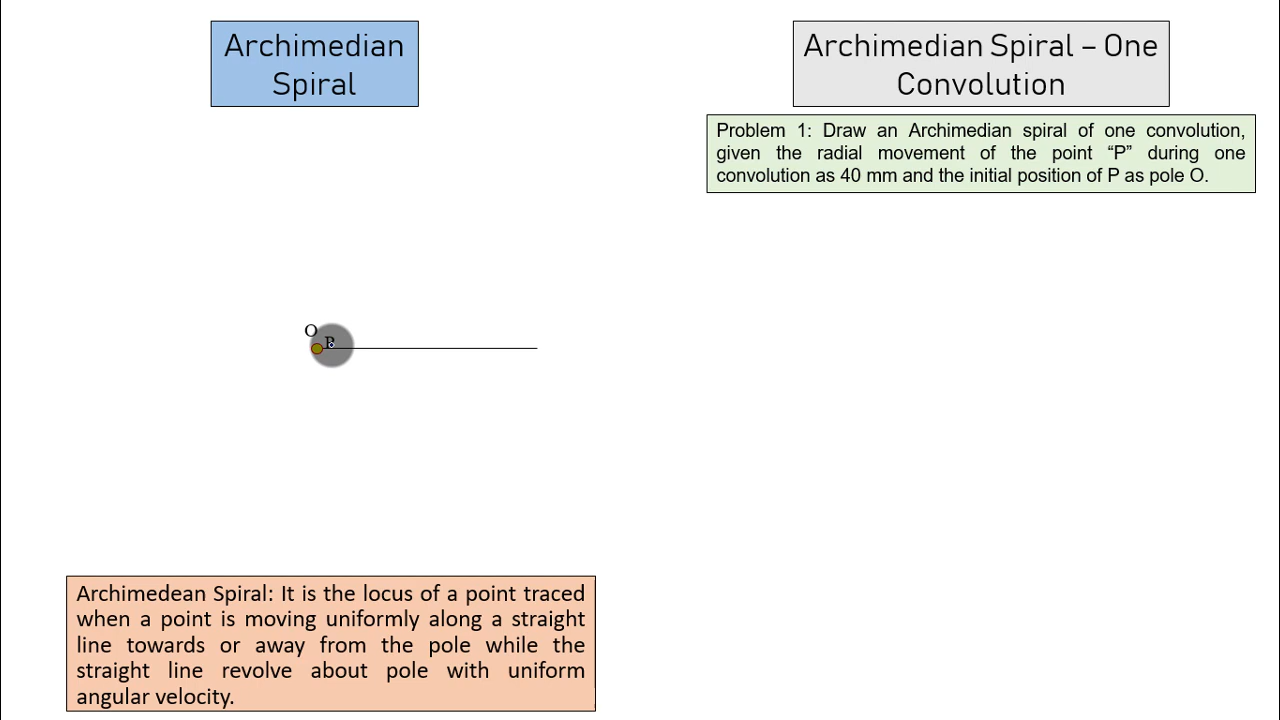 Archimedian
Spiral
Archimedian Spiral – One
Convolution
Problem 1: Draw an Archimedian spiral of one convolution,
given the radial movement of the point “P” during one
convolution as 40 mm and the initial position of P as pole O.
O
P
Archimedean Spiral: It is the locus of a point traced
when a point is moving uniformly along a straight
line towards or away from the pole while the
straight line revolve about pole with uniform
angular velocity.